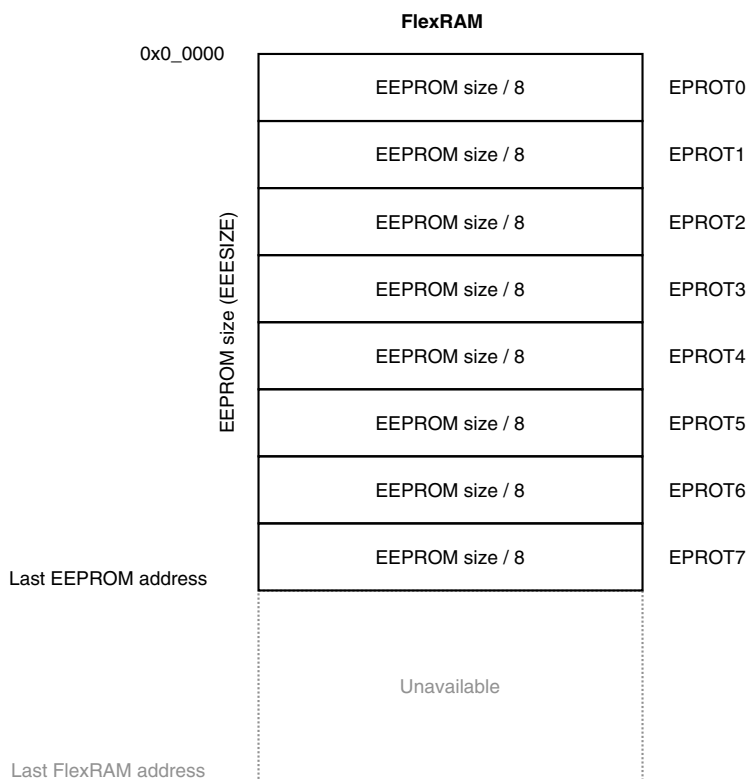 FlexRAM
0x0_0000
EEPROM size / 8 EPROT0
EEPROM size / 8 EPROT1
EEPROM size / 8 EPROT2
EEPROM size / 8 EPROT3
EEPROM size (EEESIZE)
EEPROM size / 8 EPROT4
EEPROM size / 8 EPROT5
EEPROM size / 8 EPROT6
EEPROM size / 8 EPROT7
Last EEPROM address
Unavailable
Last FlexRAM address